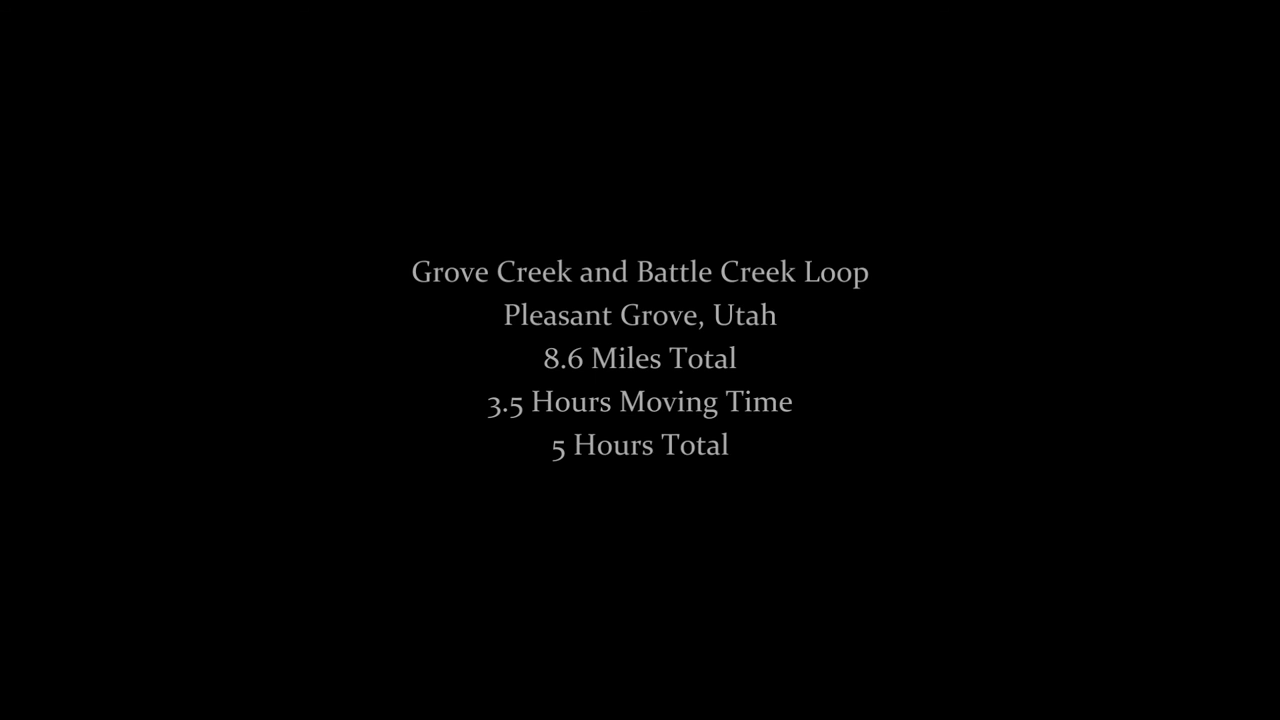 Grove Creek and Battle Creek Loop
Pleasant Grove, Utah
8.6 Miles Total
3.5 Hours Moving Time
5 Hours Total